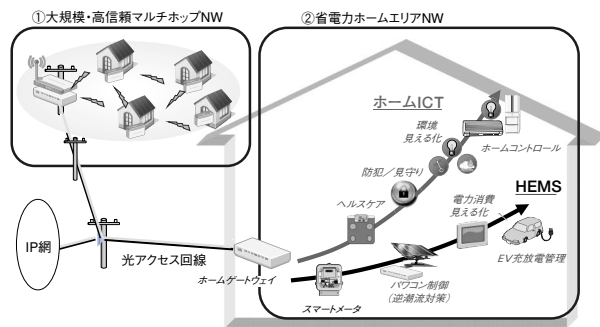 ①大規模・高信頼マルチホップNW
②省電力ホームエリアNW
ホームICT
環境
見える化
ホームコントロール
防犯／見守り
HEMS
ヘルスケア
電力消費
見える化
IP網
光アクセス回線
ホームゲートウェイ
EV充放電管理
パワコン制御
（逆潮流対策）
スマートメータ